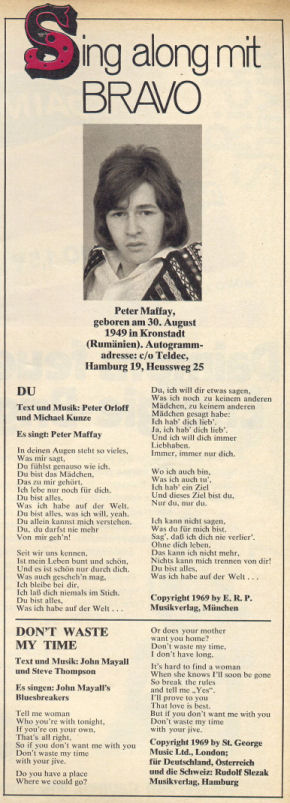 Sing along mit
BRAVO
Peter Maffay,
geboren am 30. August
1949 in Kronstadt
(Rumänien). Autogramm-
adresse: c/o Teldec,
Hamburg 19, Heussweg 25
DU
Text und Musik: Peter Orloff
und Michael Kunze
Es singt: Peter Maffay
In deinen Augen steht so vieles,
Was mir sagt,
Du fühlst genauso wie ich.
Du bist das Mädchen,
Das zu mir gehört,
Ich lebe nur noch für dich.
Du bist alles,
Was ich habe auf der Welt.
Du bist alles, was ich will, yeah.
Du allein kannst mich verstehen.
Du, du darfst nie mehr
Von mir geh'n!
Seit wir uns kennen,
Ist mein Leben bunt und schön,
Und es ist schön nur durch dich.
Was auch gescheh'n mag,
Ich bleibe bei dir,
Ich laß dich niemals im Stich.
Du bist alles,
Was ich habe auf der Welt . . .
Du, ich will dir etwas sagen,
Was ich noch zu keinem anderen
Mädchen, zu keinem anderen
Mädchen gesagt habe:
Ich hab' dich lieb'.
Ja, ich hab' dich lieb'.
Und ich will dich immer
Liebhaben.
Immer, immer nur dich.
Wo ich auch bin,
Was ich auch tu',
Ich hab' ein Ziel
Und dieses Ziel bist du,
Nur du, nur du.
Ich kann nicht sagen,
Was du für mich bist.
Sag', daß ich dich nie verlier'.
Ohne dich leben,
Das kann ich nicht mehr,
Nichts kann mich trennen von dir!
Du bist alles,
Was ich habe auf der Welt . . .
Copyright 1969 by E. R. P.
Musikverlag, München
DON'T WASTE
MY TIME
Text und Musik: John Mayall
und Steve Thompson
Es singen: John Mayall's
Bluesbreakers
Tell me woman
Who you're with tonight,
If you're on your own,
That's all right,
So if you don't want me with you
Don't waste my time
with your jive.
Do you have a place
Where we could go?
Or does your mother
want you home?
Don't waste my time,
I don't have long.
It's hard to find a woman
When she knows I'll soon be gone
So break the rules
and tell me „Yes“.
I'll prove to you
That love is best.
But if you don't want me with you
Don't waste my time
with your jive.
Copyright 1969 by St. George
Music Ltd., London;
für Deutschland, Österreich
und die Schweiz: Rudolf Slezak
Musikverlag, Hamburg